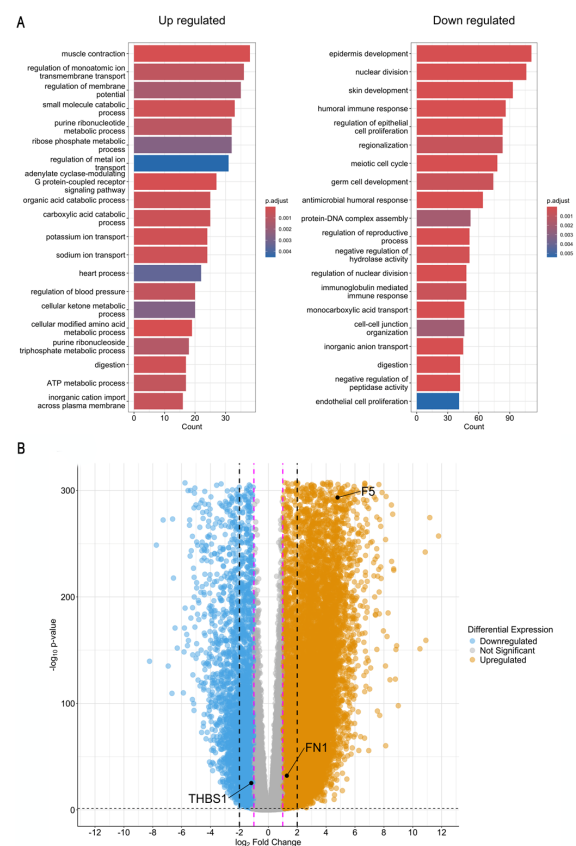 A
Up regulated
muscle contraction
regulation of monoatomic ion
transmembrane transport
regulation of membrane
potential
small molecule catabolic
process
purine ribonucleotide
metabolic process
ribose phosphate metabolic
process
regulation of metal ion
transport
adenylate cyclase-modulating
G protein-coupled receptor
signaling pathway
organic acid catabolic process
carboxylic acid catabolic
process
potassium ion transport
sodium ion transport
heart process
regulation of blood pressure
cellular ketone metabolic
process
cellular modified amino acid
metabolic process
purine ribonucleoside
triphosphate metabolic process
digestion
ATP metabolic process
inorganic cation import
across plasma membrane
0 10 20 30
Count
p.adjust
0.001
0.002
0.003
0.004
Down regulated
epidermis development
nuclear division
skin development
humoral immune response
regulation of epithelial
cell proliferation
regionalization
meiotic cell cycle
germ cell development
antimicrobial humoral response
protein-DNA complex assembly
regulation of reproductive
process
negative regulation of
hydrolase activity
regulation of nuclear division
immunoglobulin mediated
immune response
monocarboxylic acid transport
cell-cell junction
organization
inorganic anion transport
digestion
negative regulation of
peptidase activity
endothelial cell proliferation
0 30 60 90
Count
p.adjust
0.001
0.002
0.003
0.004
0.005
B
300
200
100
0
-log10 p-value
F5
FN1
THBS1
-12 -10 -8 -6 -4 -2 0 2 4 6 8 10 12
log2 Fold Change
Differential Expression
Downregulated
Not Significant
Upregulated